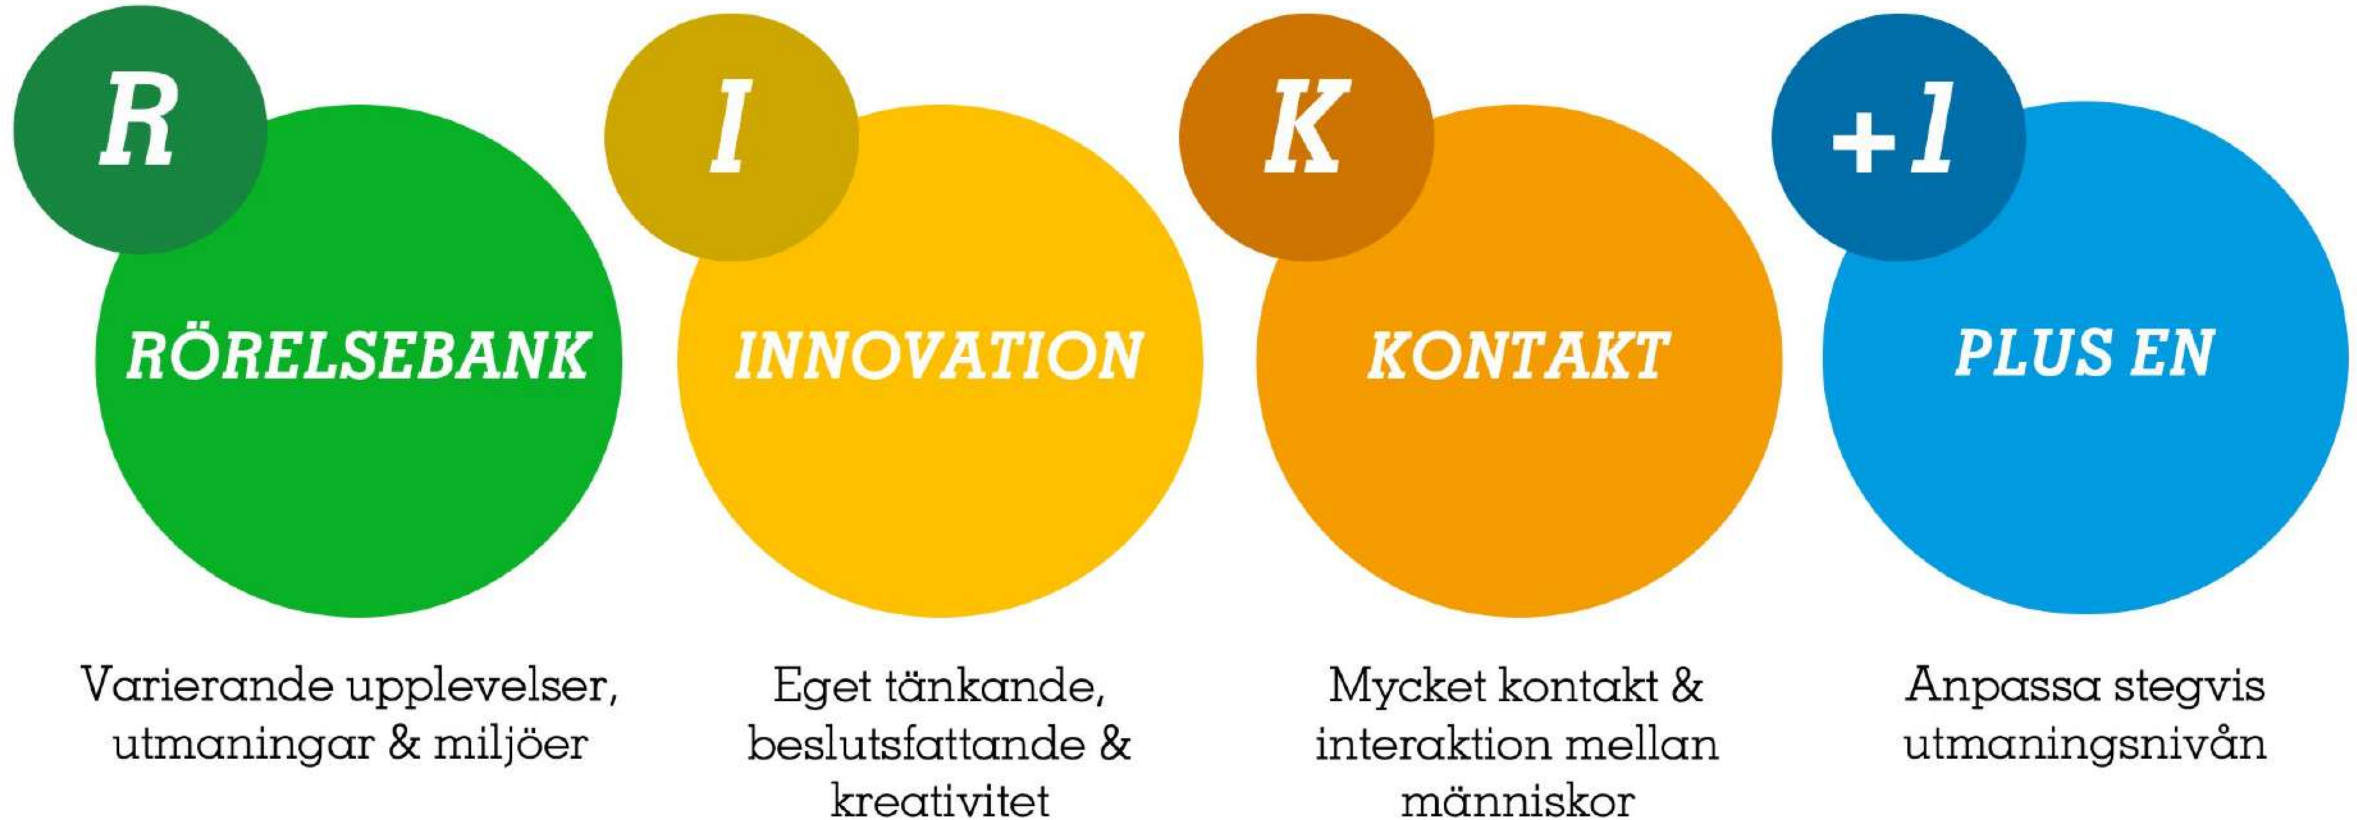 R
RÖRELSEBANK
Varierande upplevelser,
utmaningar & miljöer
I
INNOVATION
Eget tänkande,
beslutsfattande &
kreativitet
K
KONTAKT
Mycket kontakt &
interaktion mellan
människor
+1
PLUS EN
Anpassa stegvis
utmaningsnivån